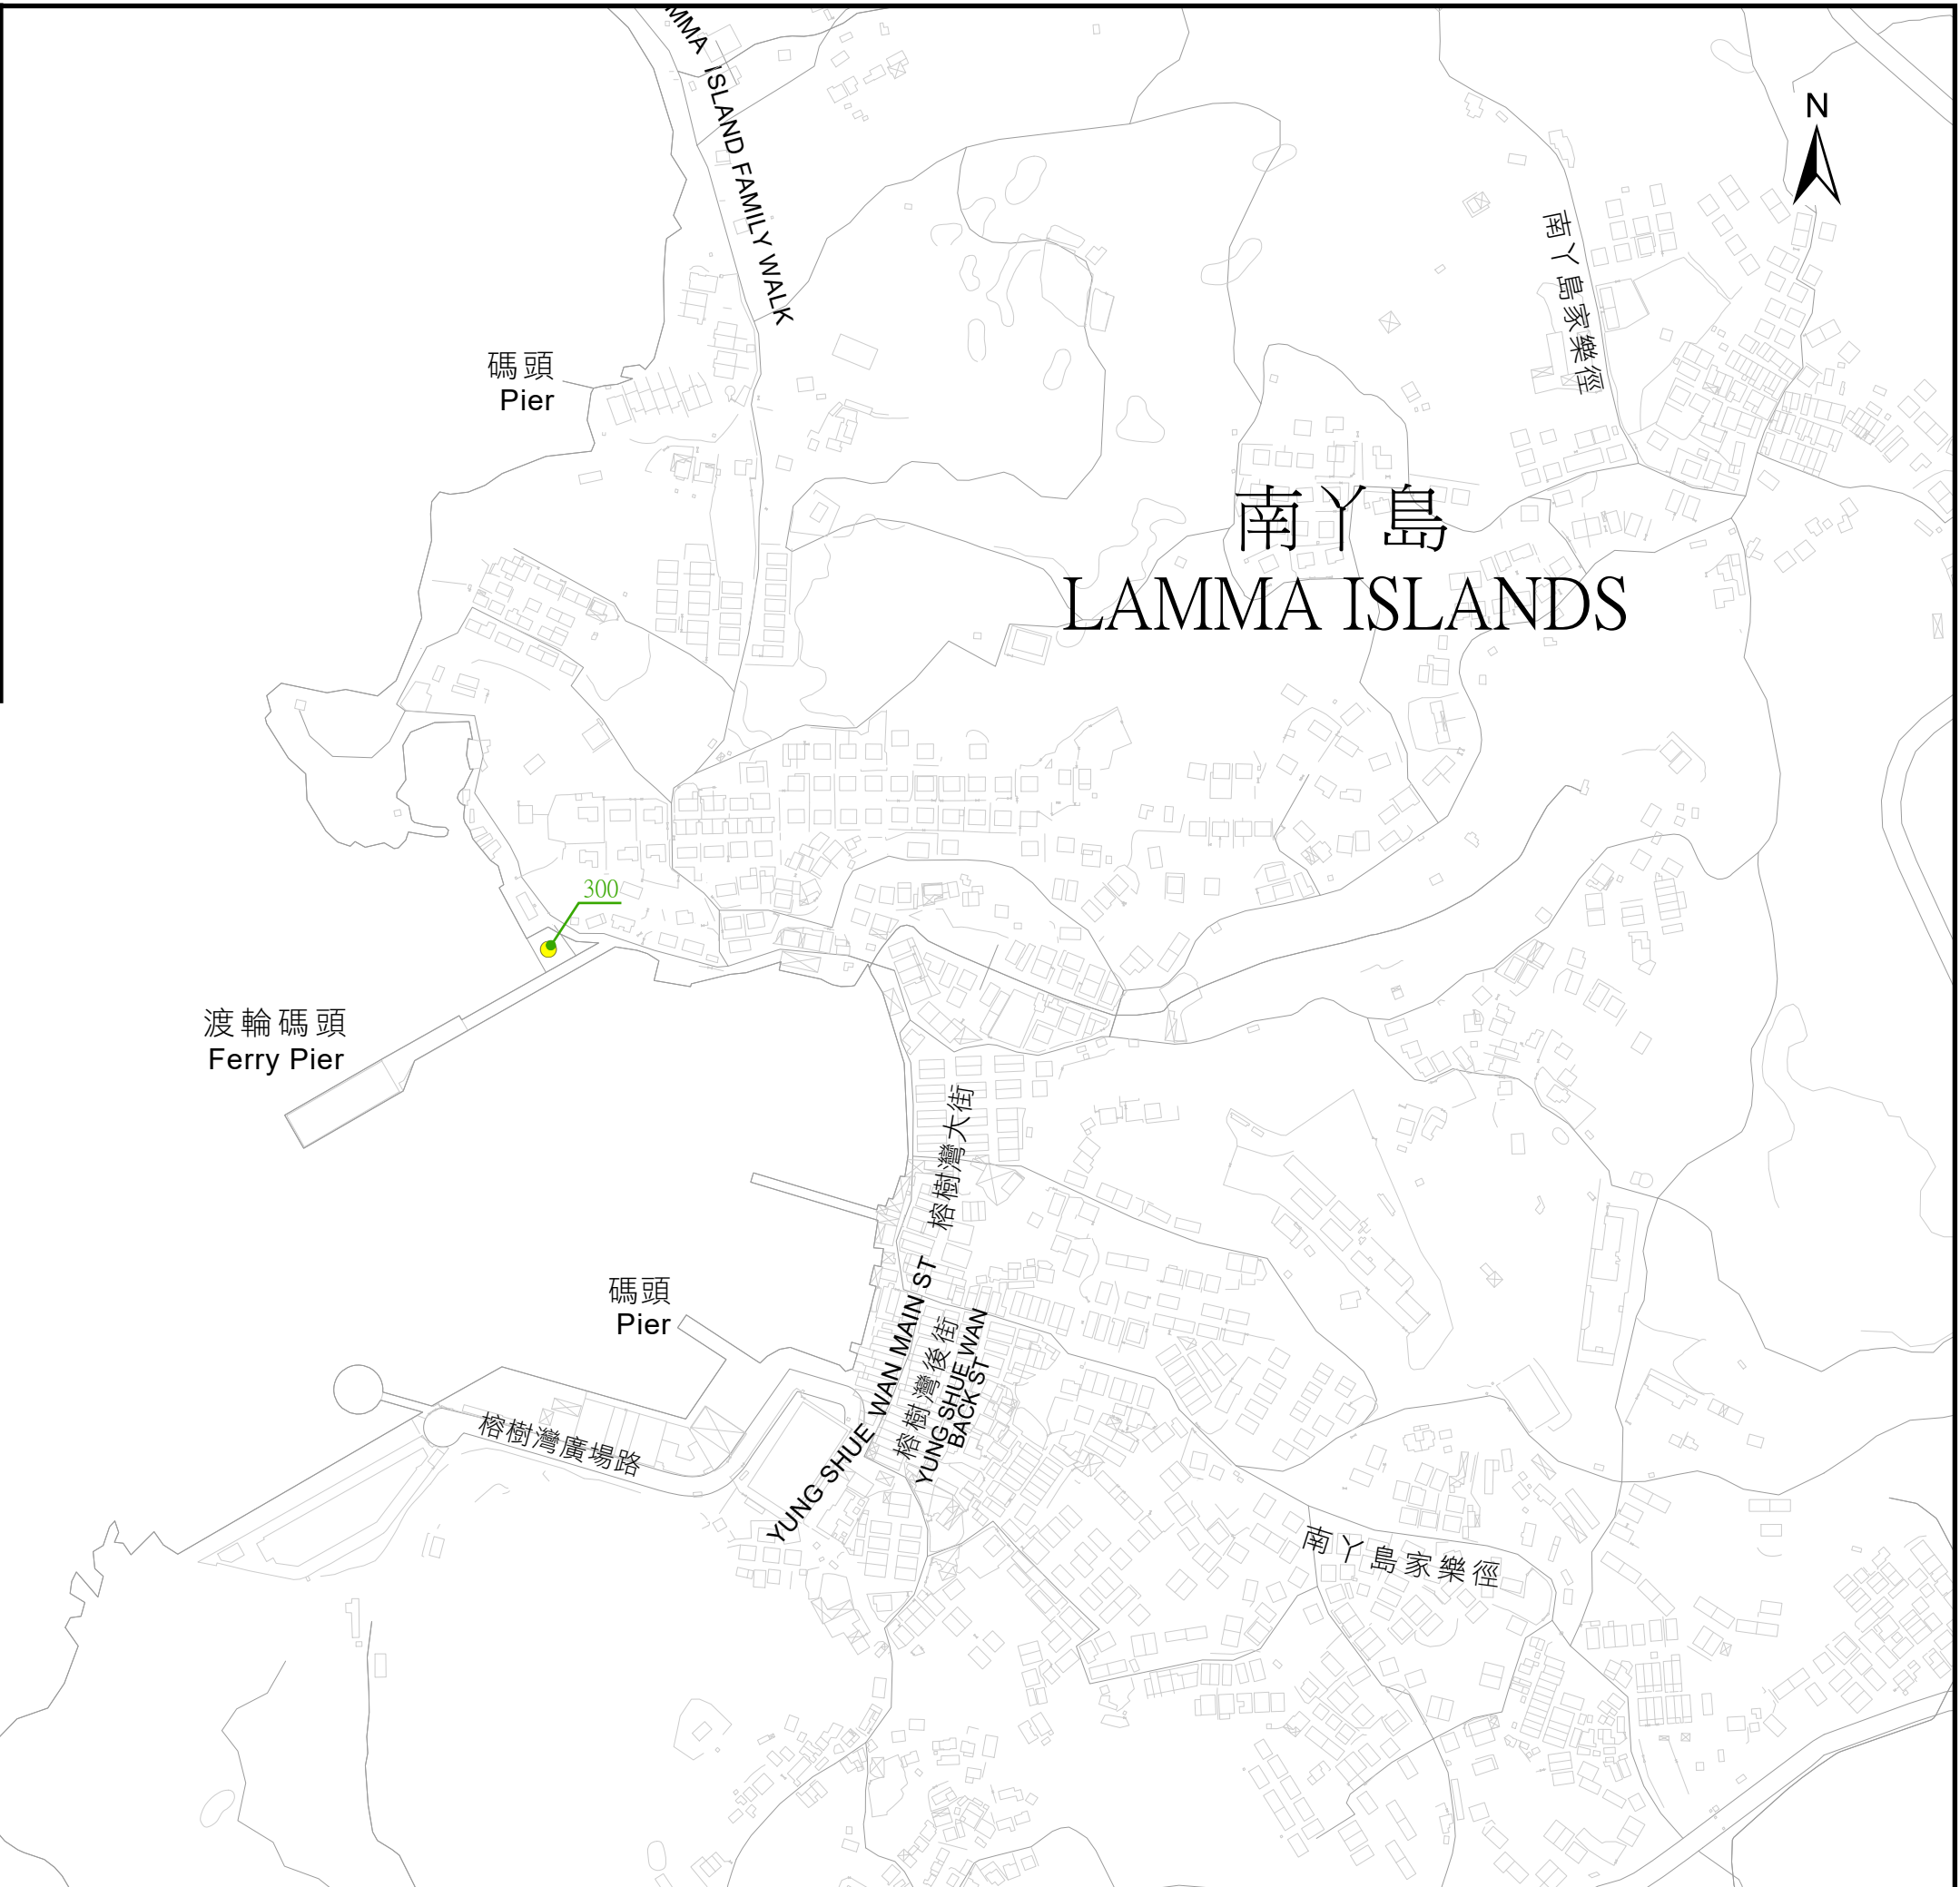 MMA ISLAND FAMILY WALK
N
南丫島家樂徑
碼頭
Pier
南丫島
LAMMA ISLANDS
300
渡輪碼頭
Ferry Pier
榕樹灣大街
碼頭
Pier
YUNG SHUE WAN MAIN ST
榕樹灣後街
YUNG SHUE WAN
BACK ST
榕樹灣廣場路
南丫島家樂徑